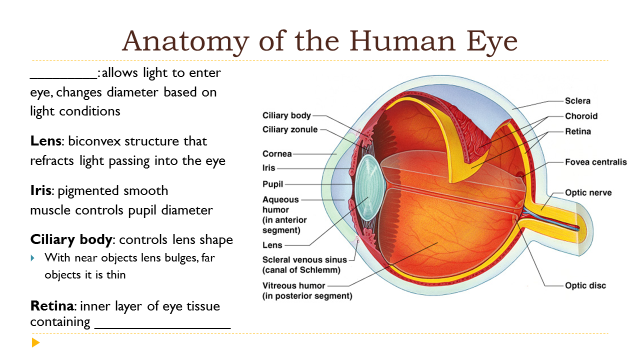 Anatomy of the Human Eye
_________: allows light to enter
eye, changes diameter based on
light conditions
Lens: biconvex structure that
refracts light passing into the eye
Iris: pigmented smooth
muscle controls pupil diameter
Ciliary body: controls lens shape
With near objects lens bulges, far
objects it is thin
Retina: inner layer of eye tissue
containing __________________
Ciliary body
Ciliary zonule
Cornea
Iris
Pupil
Aqueous
humor
(in anterior
segment)
Lens
Scleral venous sinus
(canal of Schlemm)
Vitreous humor
(in posterior segment)
Sclera
Choroid
Retina
Fovea centralis
Optic nerve
Optic disc